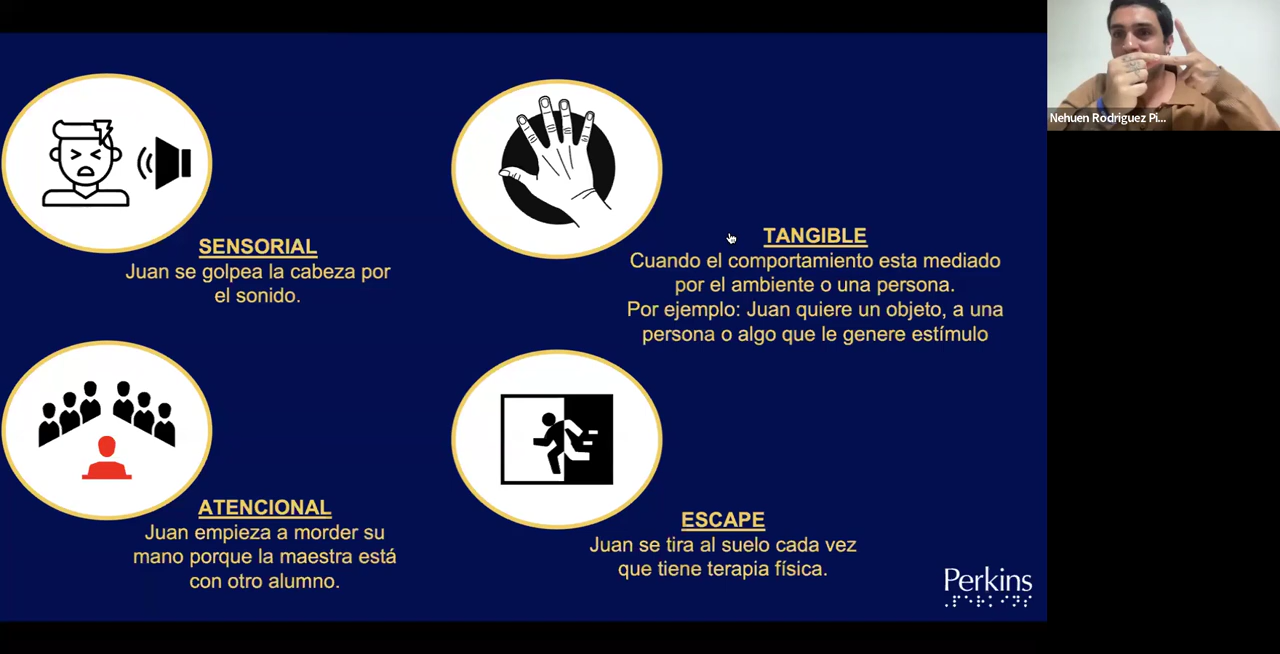 Nehuen Rodriguez Pi...
SENSORIAL
Juan se golpea la cabeza por
el sonido.
TANGIBLE
Cuando el comportamiento esta mediado
por el ambiente o una persona.
Por ejemplo: Juan quiere un objeto, a una
persona o algo que le genere estímulo
ATENCIONAL
Juan empieza a morder su
mano porque la maestra está
con otro alumno.
ESCAPE
Juan se tira al suelo cada vez
que tiene terapia física.
Perkins
⠠⠏⠑⠗⠅⠊⠝⠎